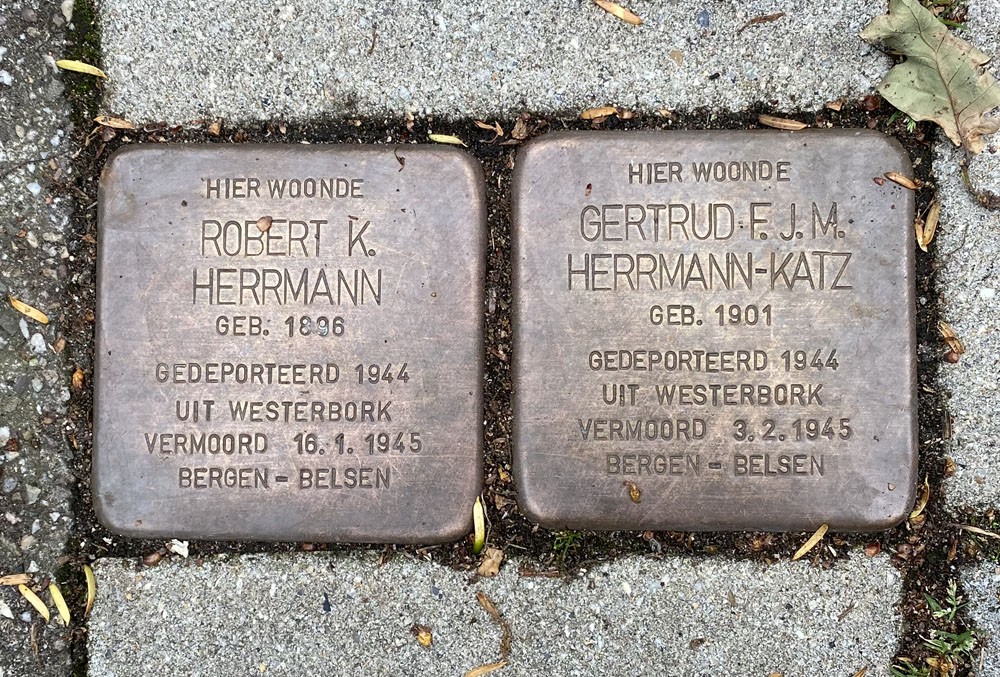 HIER WOONDE
ROBERT K.
HERRMANN
GEB. 1896
GEDEPORTEERD 1944
UIT WESTERBORK
VERMOORD 16.1.1945
BERGEN-BELSEN
HIER WOONDE
GERTRUD F.J.M.
HERRMANN-KATZ
GEB. 1901
GEDEPORTEERD 1944
UIT WESTERBORK
VERMOORD 3.2.1945
BERGEN-BELSEN